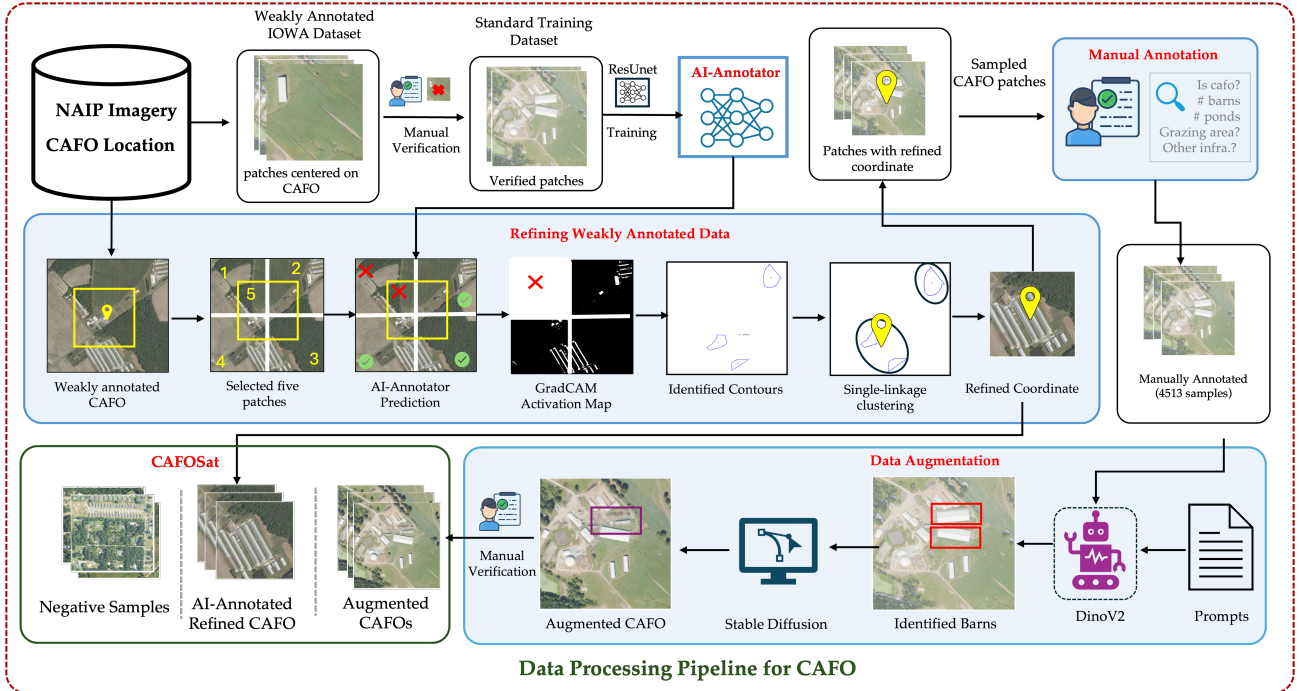 Weakly Annotated
IOWA Dataset
Standard Training
Dataset
NAIP Imagery
CAFO Location
patches centered on
CAFO
Manual
Verification
Verified patches
ResUnet
Training
AI-Annotator
Patches with refined
coordinate
Sampled
CAFO patches
Manual Annotation
Is cafo?
# barns
# ponds
Grazing area?
Other infra.?
Refining Weakly Annotated Data
1
2
5
4
3
Weakly annotated
CAFO
Selected five
patches
AI-Annotator
Prediction
GradCAM
Activation Map
Identified Contours
Single-linkage
clustering
Refined Coordinate
Manually Annotated
(4513 samples)
CAFOSat
Negative Samples
AI-Annotated
Refined CAFO
Augmented
CAFOs
Manual
Verification
Data Augmentation
Augmented CAFO
Stable Diffusion
Identified Barns
DinoV2
Prompts
Data Processing Pipeline for CAFO